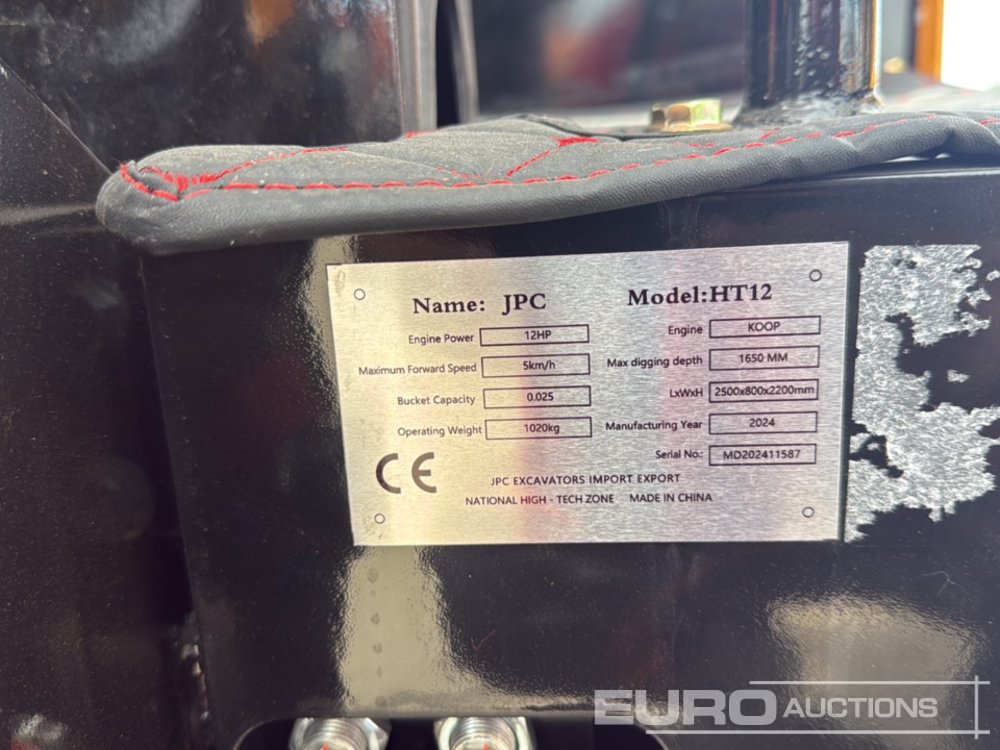 Name: JPC
Model:HT12
Engine Power 12HP
Maximum Forward Speed 5km/h
Bucket Capacity 0.025
Operating Weight 1020kg
Engine KOOP
Max digging depth 1650 MM
LxWxH 2500x800x2200mm
Manufacturing Year 2024
Serial No.: MD202411587
CE
JPC EXCAVATORS IMPORT EXPORT
NATIONAL HIGH - TECH ZONE MADE IN CHINA
EURO AUCTIONS